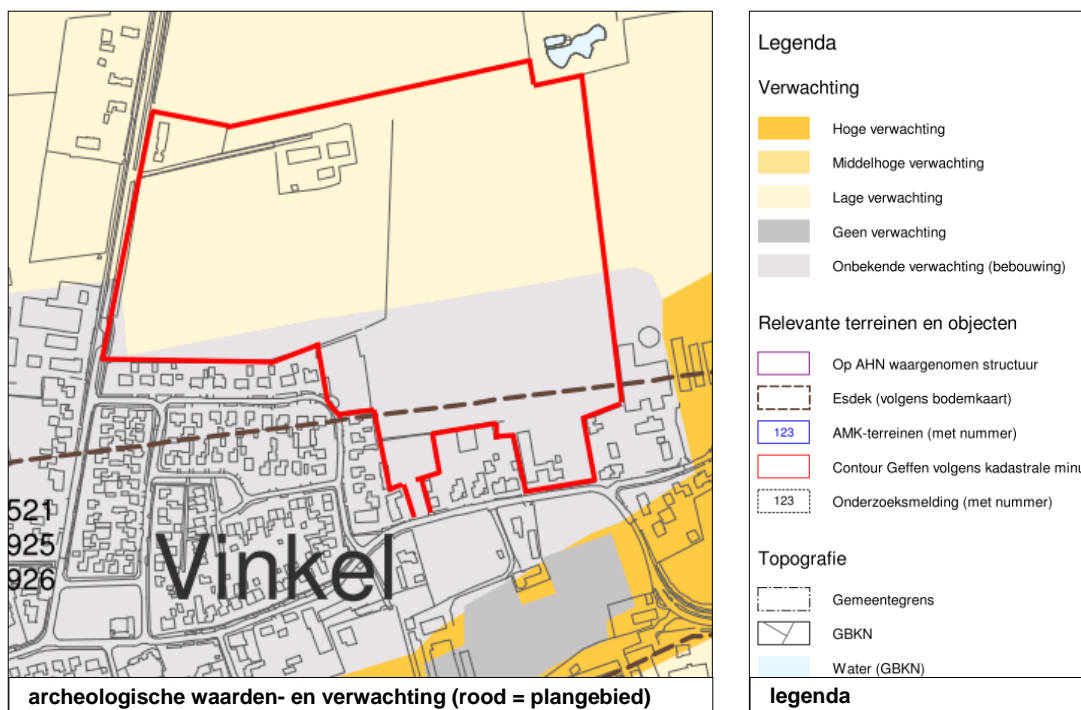 521
925
926
Vinkel
archeologische waarden- en verwachting (rood = plangebied)
Legenda
Verwachting
Hoge verwachting
Middelhoge verwachting
Lage verwachting
Geen verwachting
Onbekende verwachting (bebouwing)
Relevante terreinen en objecten
Op AHN waargenomen structuur
Esdek (volgens bodemkaart)
123 AMK-terreinen (met nummer)
Contour Geffen volgens kadastrale minu
123 Onderzoeksmelding (met nummer)
Topografie
Gemeentegrens
GBKN
Water (GBKN)
legenda